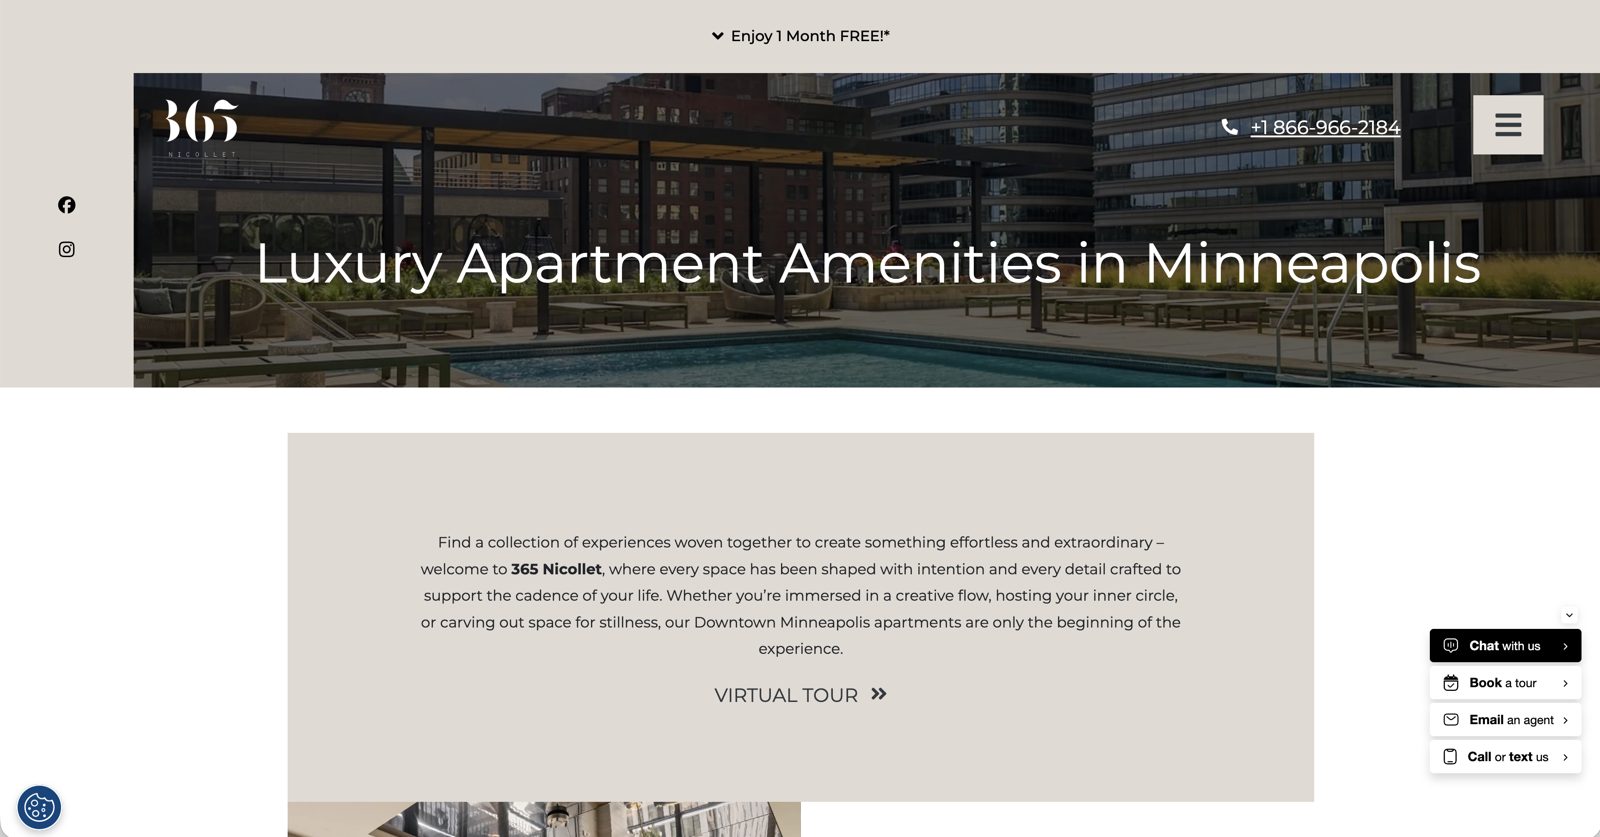 Enjoy 1 Month FREE!*
365
NICOLLET
+1 866-966-2184
Luxury Apartment Amenities in Minneapolis
Find a collection of experiences woven together to create something effortless and extraordinary –
welcome to 365 Nicollet, where every space has been shaped with intention and every detail crafted to
support the cadence of your life. Whether you’re immersed in a creative flow, hosting your inner circle,
or carving out space for stillness, our Downtown Minneapolis apartments are only the beginning of the
experience.
VIRTUAL TOUR
Chat with us
Book a tour
Email an agent
Call or text us